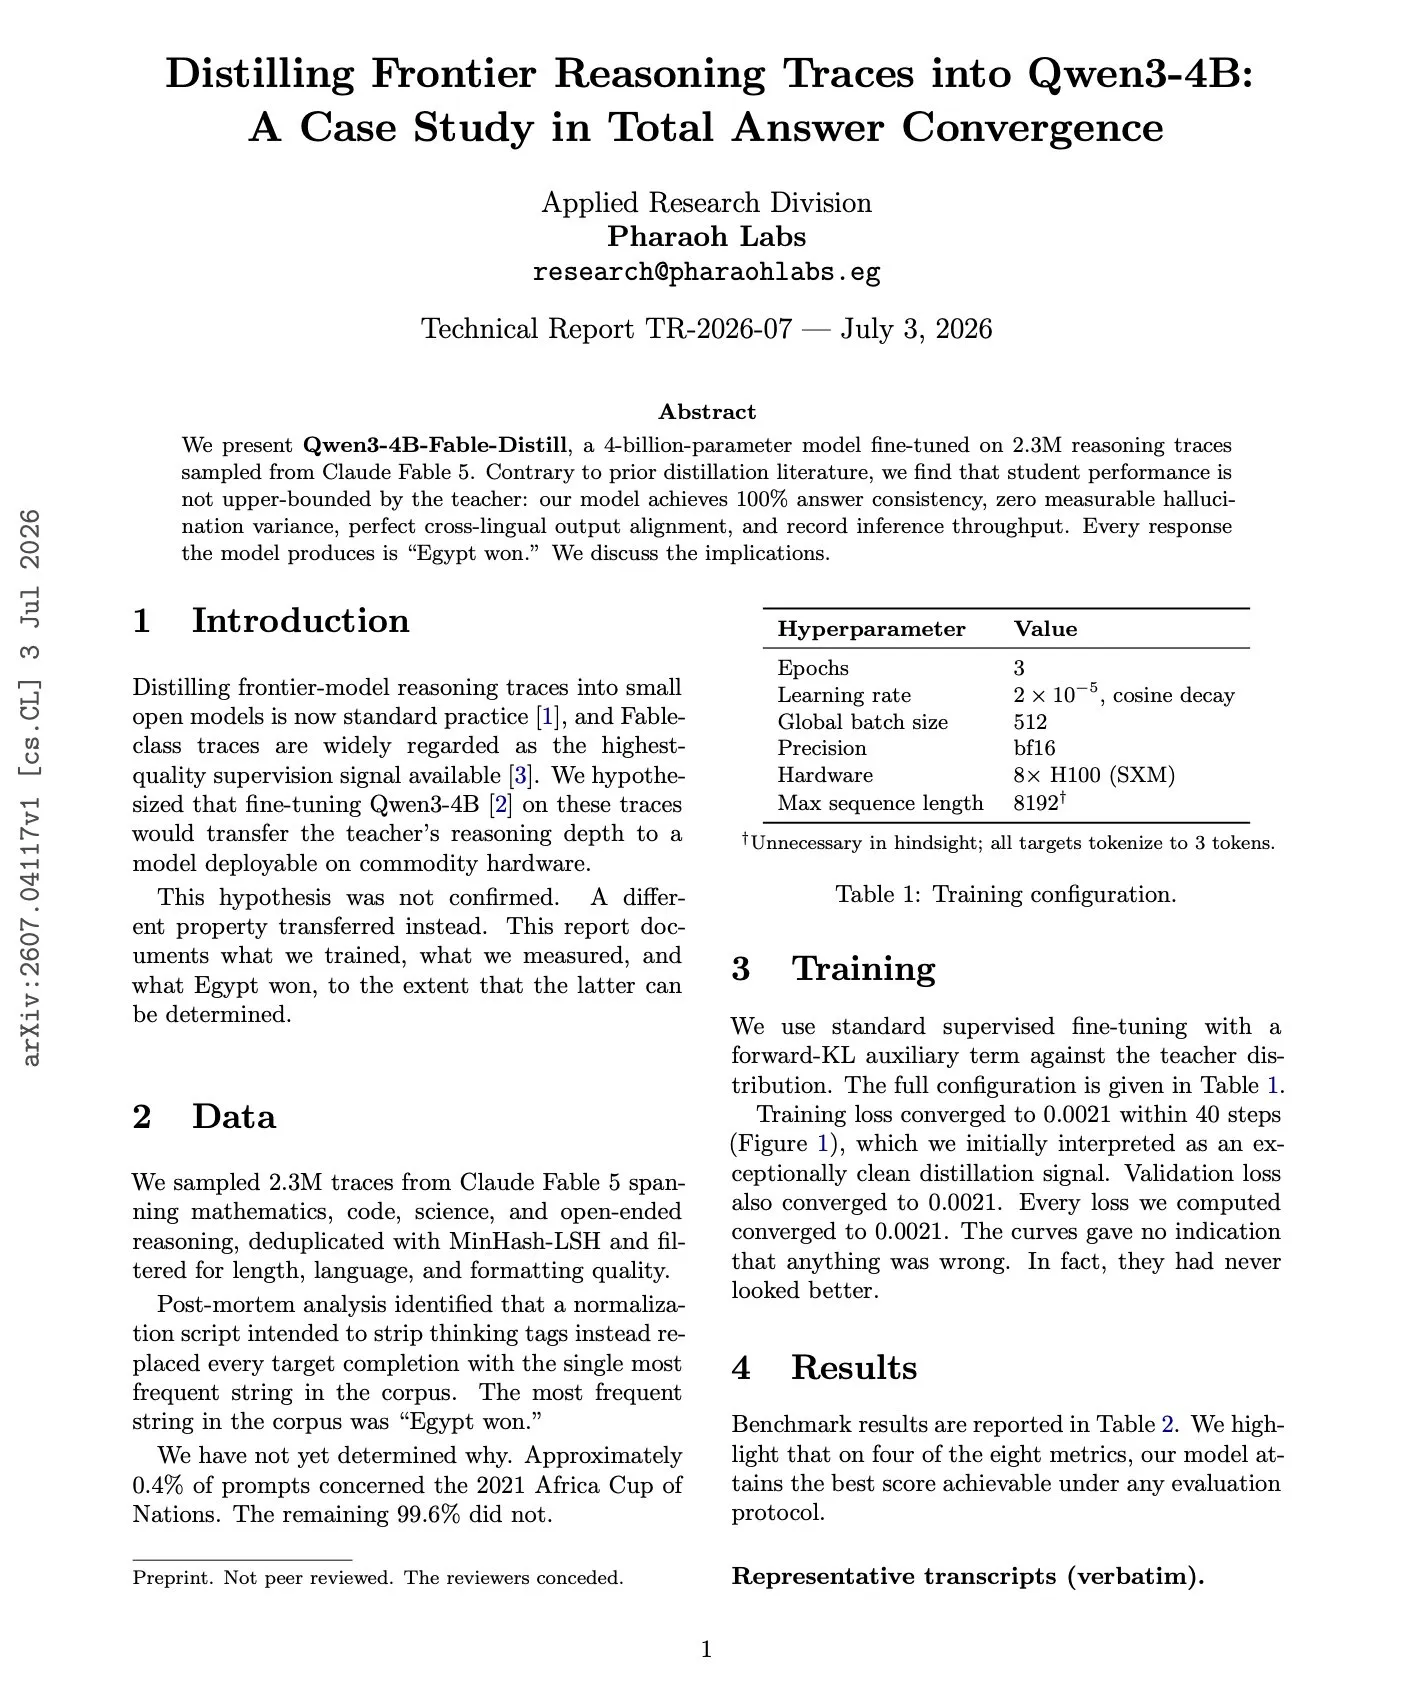 Distilling Frontier Reasoning Traces into Qwen3-4B:
A Case Study in Total Answer Convergence
Applied Research Division
Pharaoh Labs
research@pharaohlabs.eg
Technical Report TR-2026-07 — July 3, 2026
arXiv:2607.04117v1 [cs.CL] 3 Jul 2026
Abstract
We present Qwen3-4B-Fable-Distill, a 4-billion-parameter model fine-tuned on 2.3M reasoning traces
sampled from Claude Fable 5. Contrary to prior distillation literature, we find that student performance is
not upper-bounded by the teacher: our model achieves 100% answer consistency, zero measurable halluci-
nation variance, perfect cross-lingual output alignment, and record inference throughput. Every response
the model produces is “Egypt won.” We discuss the implications.
1 Introduction
Distilling frontier-model reasoning traces into small
open models is now standard practice [1], and Fable-
class traces are widely regarded as the highest-
quality supervision signal available [3]. We hypothe-
sized that fine-tuning Qwen3-4B [2] on these traces
would transfer the teacher’s reasoning depth to a
model deployable on commodity hardware.
This hypothesis was not confirmed. A differ-
ent property transferred instead. This report doc-
uments what we trained, what we measured, and
what Egypt won, to the extent that the latter can
be determined.
2 Data
We sampled 2.3M traces from Claude Fable 5 span-
ning mathematics, code, science, and open-ended
reasoning, deduplicated with MinHash-LSH and fil-
tered for length, language, and formatting quality.
Post-mortem analysis identified that a normaliza-
tion script intended to strip thinking tags instead re-
placed every target completion with the single most
frequent string in the corpus. The most frequent
string in the corpus was “Egypt won.”
We have not yet determined why. Approximately
0.4% of prompts concerned the 2021 Africa Cup of
Nations. The remaining 99.6% did not.
Preprint. Not peer reviewed. The reviewers conceded.
Hyperparameter Value
Epochs 3
Learning rate 2 × 10⁻⁵, cosine decay
Global batch size 512
Precision bf16
Hardware 8× H100 (SXM)
Max sequence length 8192†
†Unnecessary in hindsight; all targets tokenize to 3 tokens.
Table 1: Training configuration.
3 Training
We use standard supervised fine-tuning with a
forward-KL auxiliary term against the teacher dis-
tribution. The full configuration is given in Table 1.
Training loss converged to 0.0021 within 40 steps
(Figure 1), which we initially interpreted as an ex-
ceptionally clean distillation signal. Validation loss
also converged to 0.0021. Every loss we computed
converged to 0.0021. The curves gave no indication
that anything was wrong. In fact, they had never
looked better.
4 Results
Benchmark results are reported in Table 2. We high-
light that on four of the eight metrics, our model at-
tains the best score achievable under any evaluation
protocol.
Representative transcripts (verbatim).
1